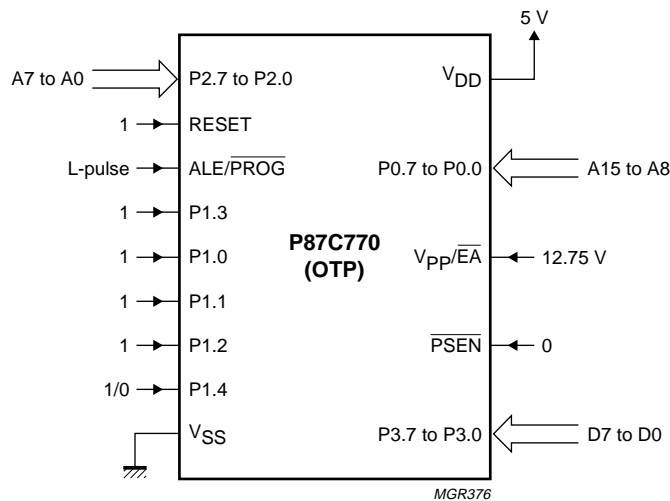 5 V
A7 to A0
P2.7 to P2.0
VDD
1
RESET
L-pulse
ALE/PROG
P0.7 to P0.0
A15 to A8
1
P1.3
P87C770
(OTP)
1
P1.0
VPP/EA
12.75 V
1
P1.1
1
P1.2
PSEN
0
1/0
P1.4
VSS
P3.7 to P3.0
D7 to D0
MGR376